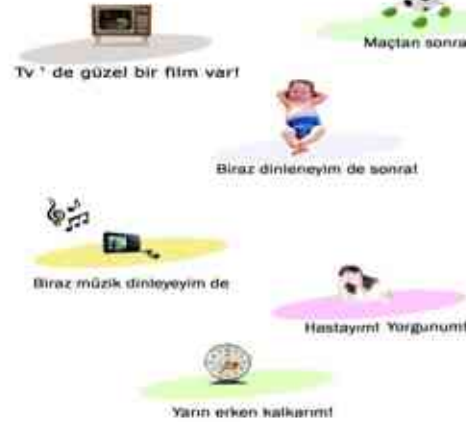 Tv ' de güzel bir film var!
Maçtan sonra
Biraz dinleneyim de sonra!
Biraz müzik dinleyeyim de
Hastayım! Yorgunum!
Yarın erken kalkarım!